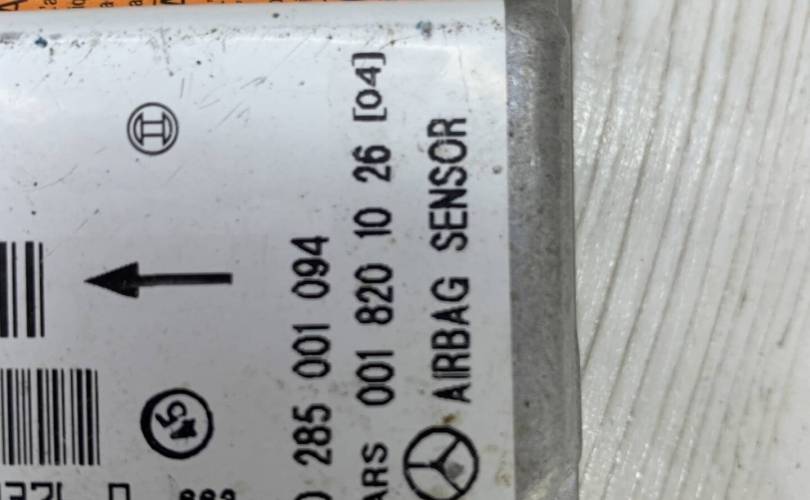 AIRBAG SENSOR
ARS 001 820 10 26 [04]
285 001 094